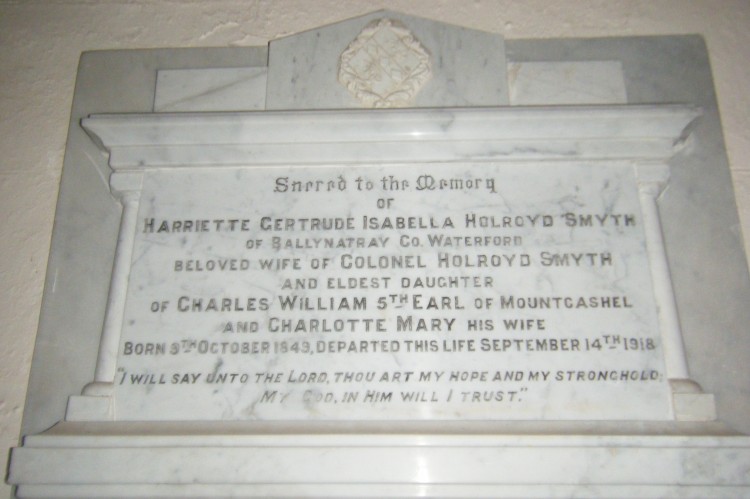 Sacred to the Memory
OF
HARRIETTE GERTRUDE ISABELLA HOLROYD SMYTH
OF BALLYNATRAY CO. WATERFORD
BELOVED WIFE OF COLONEL HOLROYD SMYTH
AND ELDEST DAUGHTER
OF CHARLES WILLIAM 5TH EARL OF MOUNTCASHEL
AND CHARLOTTE MARY HIS WIFE
BORN 9TH OCTOBER 1849, DEPARTED THIS LIFE SEPTEMBER 14TH 1918
"I WILL SAY UNTO THE LORD, THOU ART MY HOPE AND MY STRONGHOLD;
MY GOD, IN HIM WILL I TRUST."